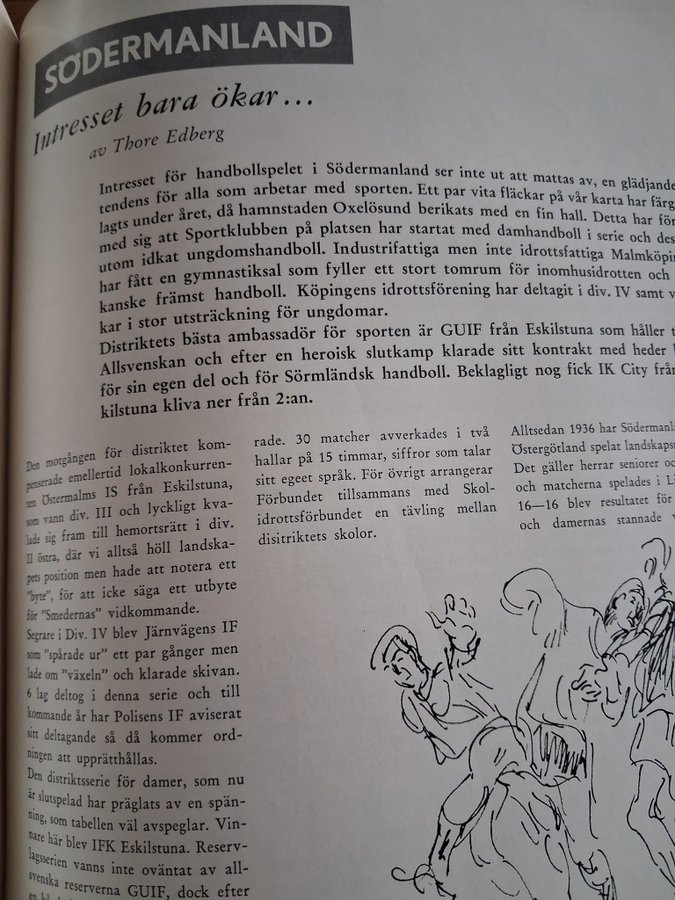 SÖDERMANLAND
Intresset bara ökar...
av Thore Edberg
Intresset för handbollspelet i Södermanland ser inte ut att mattas av, en glädjande
tendens för alla som arbetar med sporten. Ett par vita fläckar på vår karta har färg
lagts under året, då hamnstaden Oxelösund berikats med en fin hall. Detta har för
med sig att Sportklubben på platsen har startat med damhandboll i serie och des
utom idkat ungdomshandboll. Industrifattiga men inte idrottsfattiga Malmköpin
har fått en gymnastiksal som fyller ett stort tomrum för inomhusidrotten och
kanske främst handboll. Köpingens idrottsförening har deltagit i div. IV samt v
kar i stor utsträckning för ungdomar.
Distriktets bästa ambassadör för sporten är GUIF från Eskilstuna som håller t
Allsvenskan och efter en heroisk slutkamp klarade sitt kontrakt med heder
för sin egen del och för Sörmländsk handboll. Beklagligt nog fick IK City från
kilstuna kliva ner från 2:an.
Den motgången för distriktet kom-
penserade emellertid lokalkonkurren-
ten Östermalms IS från Eskilstuna,
som vann div. III och lyckligt kva-
lade sig fram till hemortsrätt i div.
II östra, där vi alltså höll landska-
pets position men hade att notera ett
"byte", för att icke säga ett utbyte
för "Smedernas" vidkommande.
Segrare i Div. IV blev Järnvägens IF
som "spårade ur" ett par gånger men
lade om "växeln" och klarade skivan.
6 lag deltog i denna serie och till
kommande år har Polisens IF aviserat
sitt deltagande så då kommer ord-
ningen att upprätthållas.
Den distriktsserie för damer, som nu
är slutspelad har präglats av en spän-
ning, som tabellen väl avspeglar. Vin-
nare här blev IFK Eskilstuna. Reserv-
lagsserien vanns inte oväntat av all-
svenska reserverna GUIF, dock efter
rade. 30 matcher avverkades i två
hallar på 15 timmar, siffror som talar
sitt egeet språk. För övrigt arrangerar
Förbundet tillsammans med Skol-
idrottsförbundet en tävling mellan
disitriktets skolor.
Alltsedan 1936 har Söderman
Östergötland spelat landskaps
Det gäller herrar seniorer oc
och matcherna spelades i Li
16—16 blev resultatet för
och damernas stannade v